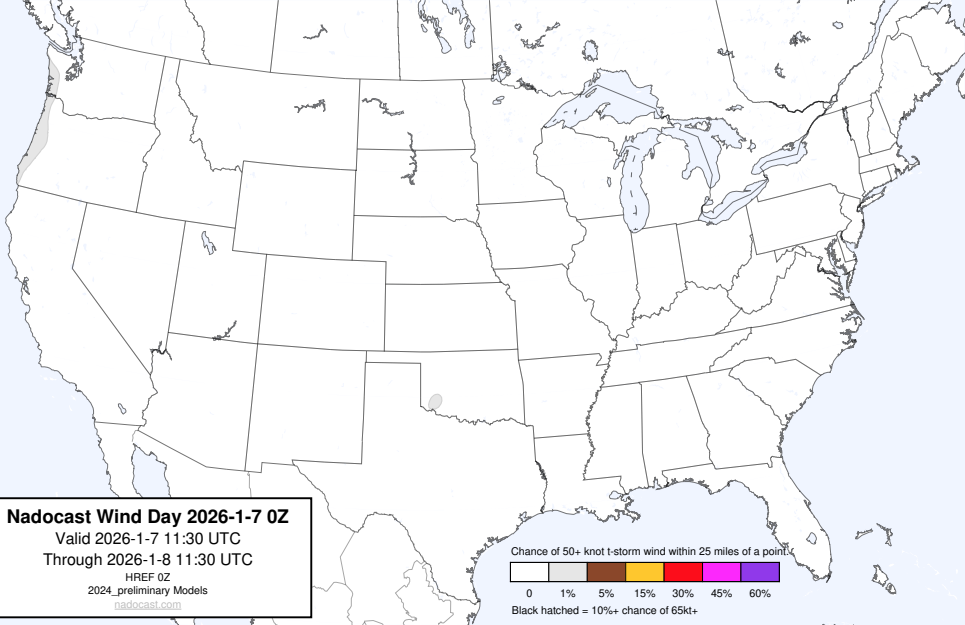 Nadocast Wind Day 2026-1-7 0Z
Valid 2026-1-7 11:30 UTC
Through 2026-1-8 11:30 UTC
HREF 0Z
2024_preliminary Models
nadocast.com
Chance of 50+ knot t-storm wind within 25 miles of a point.
0 1% 5% 15% 30% 45% 60%
Black hatched = 10%+ chance of 65kt+